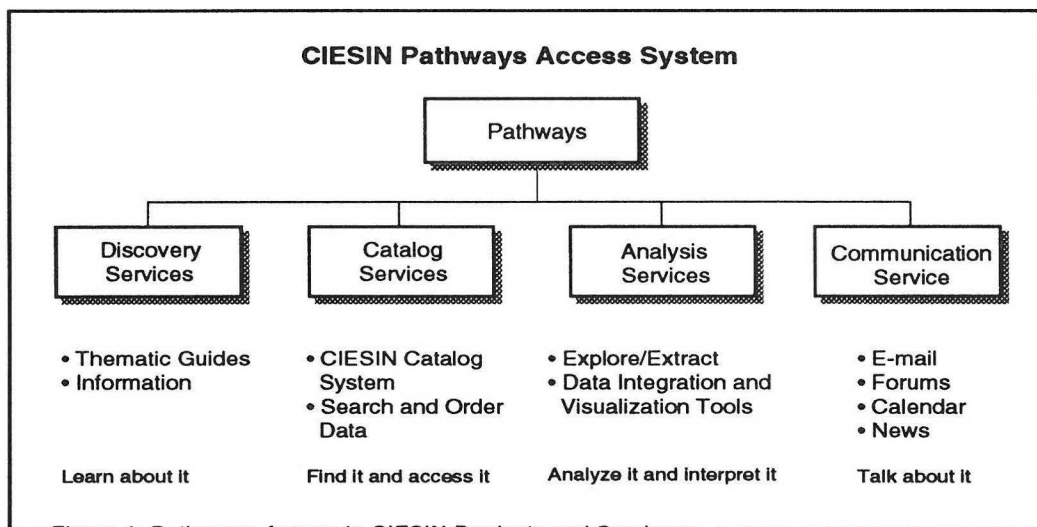 CIESIN Pathways Access System
Pathways
Discovery
Services
Catalog
Services
Analysis
Services
Communication
Service
• Thematic Guides
• Information
• CIESIN Catalog
System
• Search and Order
Data
• Explore/Extract
• Data Integration and
Visualization Tools
• E-mail
• Forums
• Calendar
• News
Learn about it
Find it and access it
Analyze it and interpret it
Talk about it